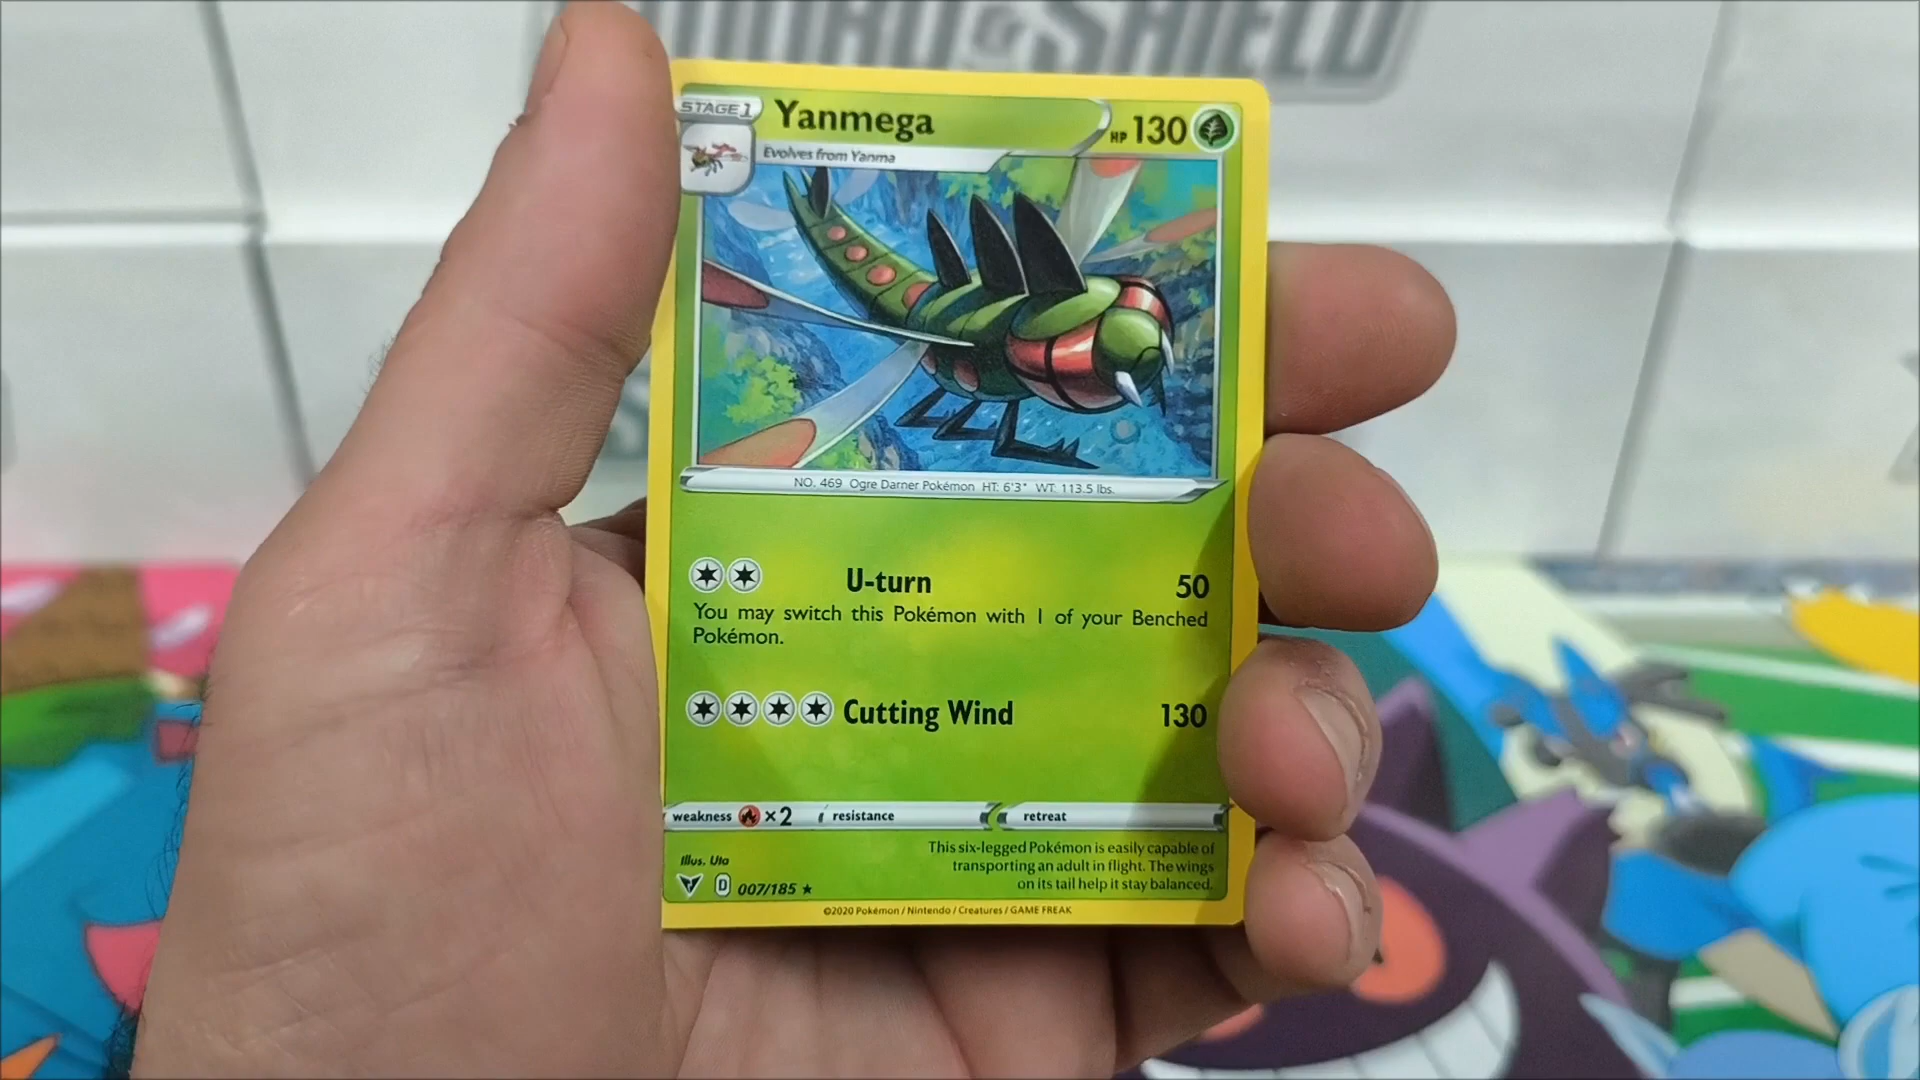 SHIELD
STAGE 1
Yanmega
HP 130
Evolves from Yanma
NO. 469 Ogre Darner Pokémon HT: 6'3" WT: 113.5 lbs.
U-turn 50
You may switch this Pokémon with 1 of your Benched
Pokémon.
Cutting Wind 130
weakness ×2 resistance retreat
This six-legged Pokémon is easily capable of
transporting an adult in flight. The wings
on its tail help it stay balanced.
Illus. Uta
D 007/185 ★
©2020 Pokémon / Nintendo / Creatures / GAME FREAK